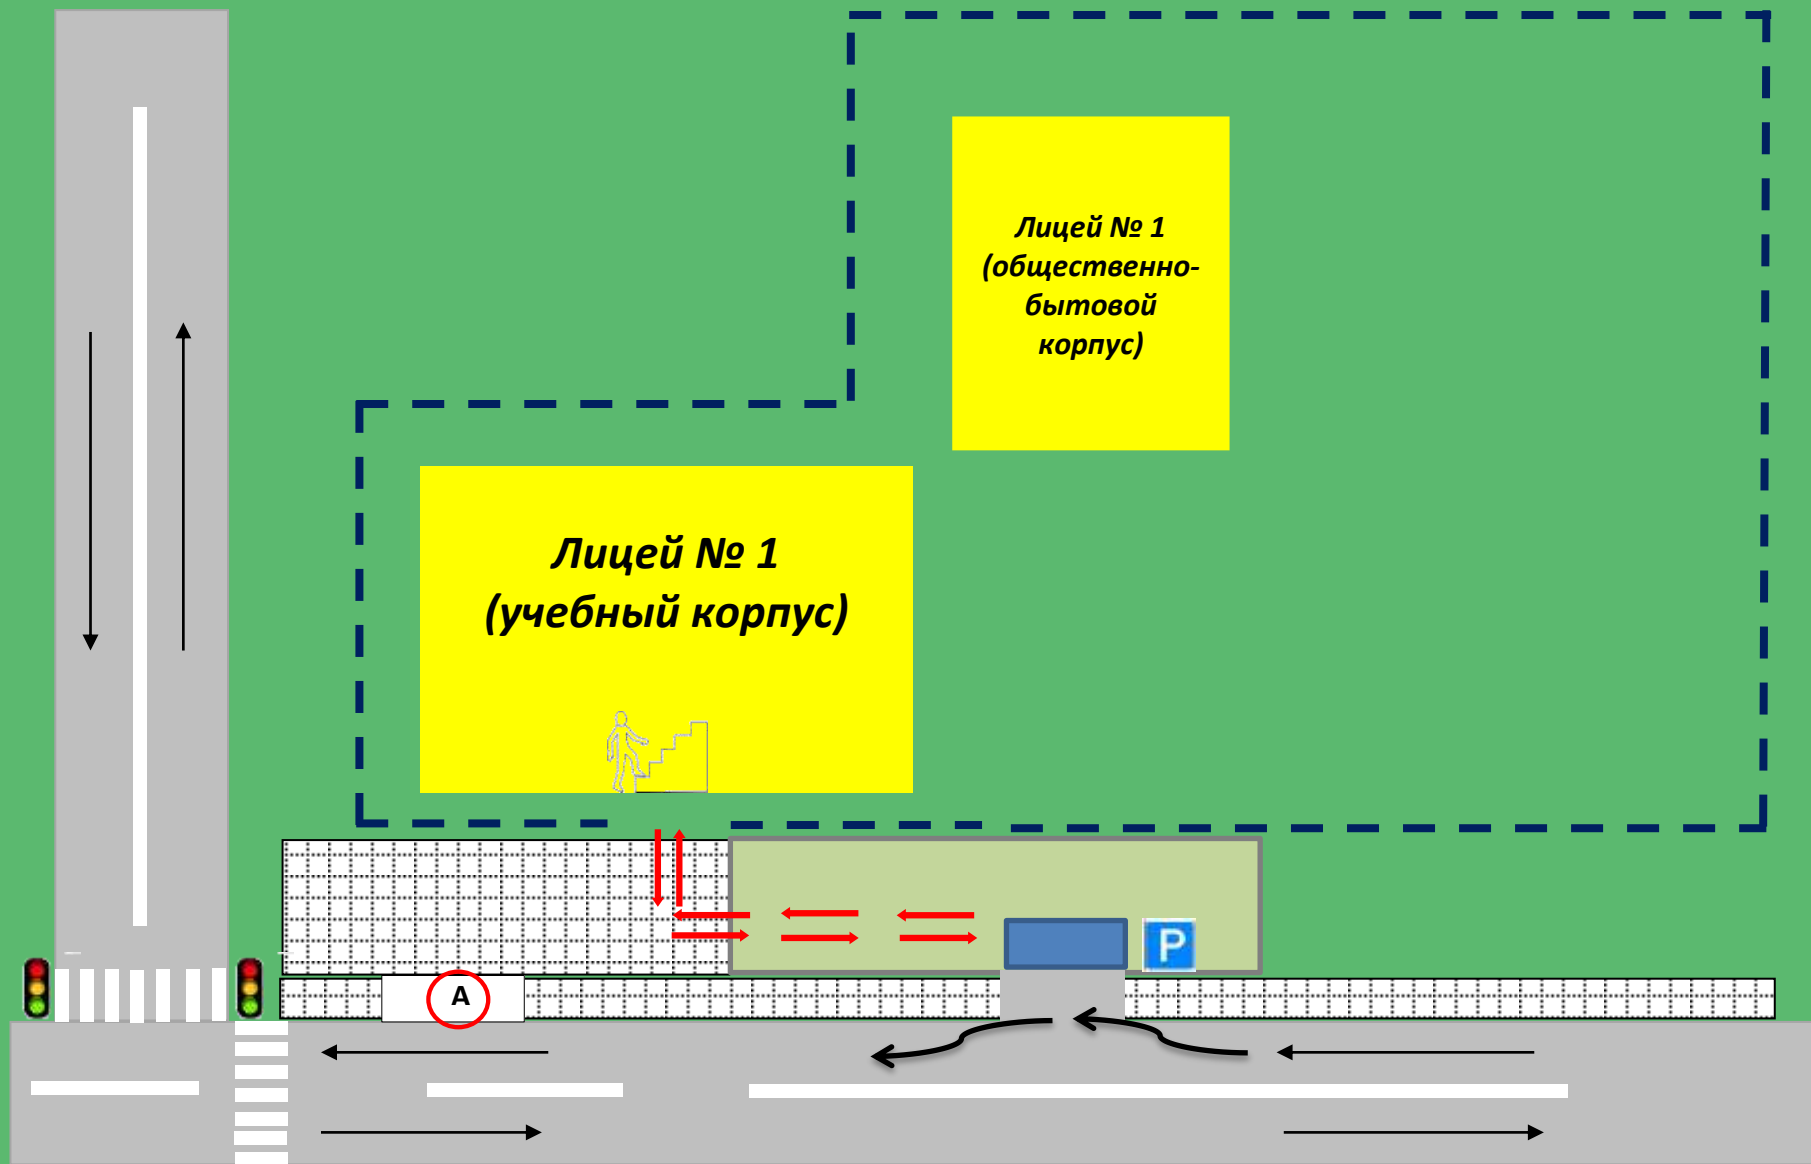 Лицей № 1
(общественно-
бытовой
корпус)
Лицей № 1
(учебный корпус)
P
А